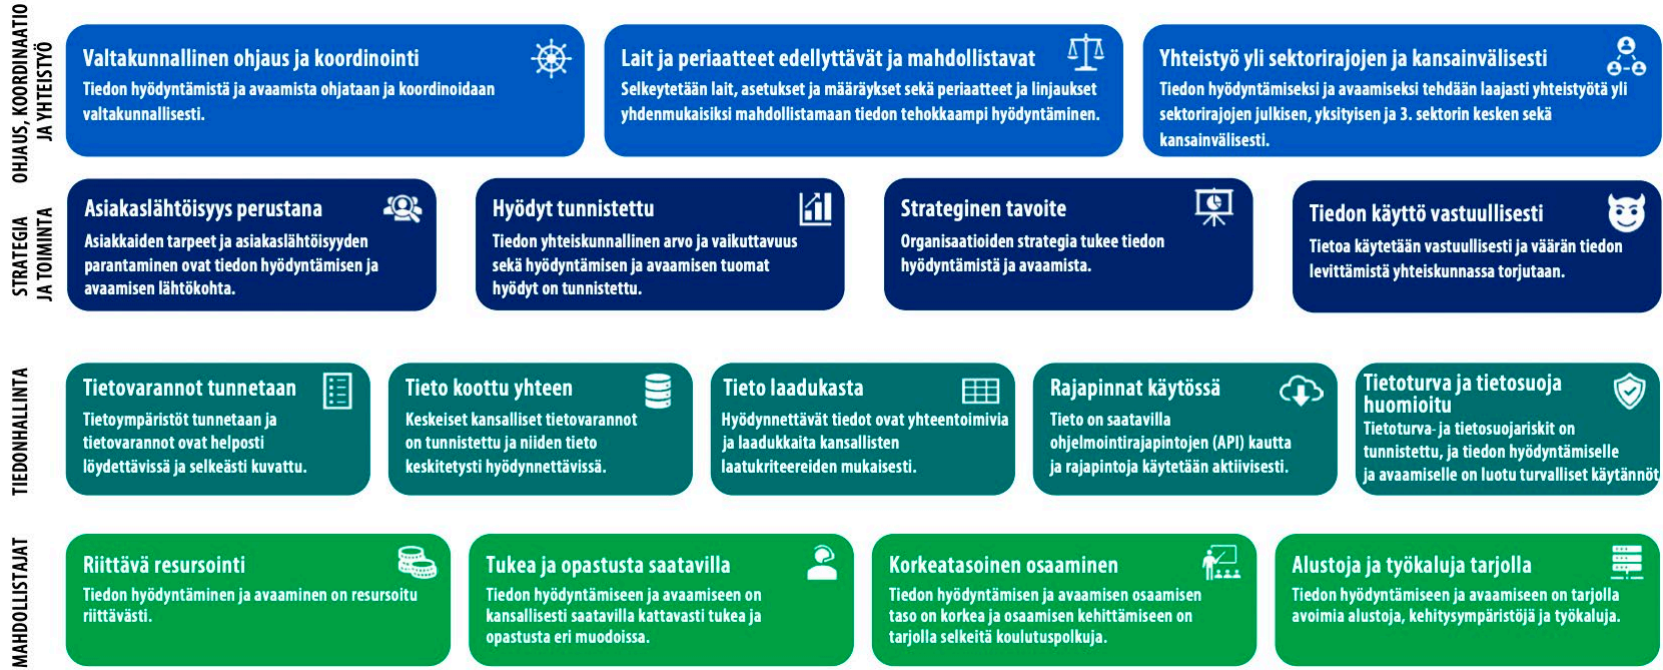 OHJAUS, KOORDINAATIO
JA YHTEISTYÖ
Valtakunnallinen ohjaus ja koordinointi
Tiedon hyödyntämistä ja avaamista ohjataan ja koordinoidaan
valtakunnallisesti.
Lait ja periaatteet edellyttävät ja mahdollistavat
Selkeytetään lait, asetukset ja määräykset sekä periaatteet ja linjaukset
yhdenmukaisiksi mahdollistamaan tiedon tehokkaampi hyödyntäminen.
Yhteistyö yli sektorirajojen ja kansainvälisesti
Tiedon hyödyntämiseksi ja avaamiseksi tehdään laajasti yhteistyötä yli
sektorirajojen julkisen, yksityisen ja 3. sektorin kesken sekä
kansainvälisesti.
STRATEGIA
JA TOIMINTA
Asiakaslähtöisyys perustana
Asiakkaiden tarpeet ja asiakaslähtöisyyden
parantaminen ovat tiedon hyödyntämisen ja
avaamisen lähtökohta.
Hyödyt tunnistettu
Tiedon yhteiskunnallinen arvo ja vaikuttavuus
sekä hyödyntämisen ja avaamisen tuomat
hyödyt on tunnistettu.
Strateginen tavoite
Organisaatioiden strategia tukee tiedon
hyödyntämistä ja avaamista.
Tiedon käyttö vastuullisesti
Tietoa käytetään vastuullisesti ja väärän tiedon
levittämistä yhteiskunnassa torjutaan.
TIEDONHALLINTA
Tietovarannot tunnetaan
Tietoympäristöt tunnetaan ja
tietovarannot ovat helposti
löydettävissä ja selkeästi kuvattu.
Tieto koottu yhteen
Keskeiset kansalliset tietovarannot
on tunnistettu ja niiden tieto
keskitetysti hyödynnettävissä.
Tieto laadukasta
Hyödynnettävät tiedot ovat yhteentoimivia
ja laadukkaita kansallisten
laatukriteereiden mukaisesti.
Rajapinnat käytössä
Tieto on saatavilla
ohjelmointirajapintojen (API) kautta
ja rajapintoja käytetään aktiivisesti.
Tietoturva ja tietosuoja
huomioitu
Tietoturva- ja tietosuojariskit on
tunnistettu, ja tiedon hyödyntämiselle
ja avaamiselle on luotu turvalliset käytännöt
MAHDOLLISTAJAT
Riittävä resursointi
Tiedon hyödyntäminen ja avaaminen on resursoitu
riittävästi.
Tukea ja opastusta saatavilla
Tiedon hyödyntämiseen ja avaamiseen on
kansallisesti saatavilla kattavasti tukea ja
opastusta eri muodoissa.
Korkeatasoinen osaaminen
Tiedon hyödyntämisen ja avaamisen osaamisen
taso on korkea ja osaamisen kehittämiseen on
tarjolla selkeitä koulutuspolkuja.
Alustoja ja työkaluja tarjolla
Tiedon hyödyntämiseen ja avaamiseen on tarjolla
avoimia alustoja, kehitysympäristöjä ja työkaluja.